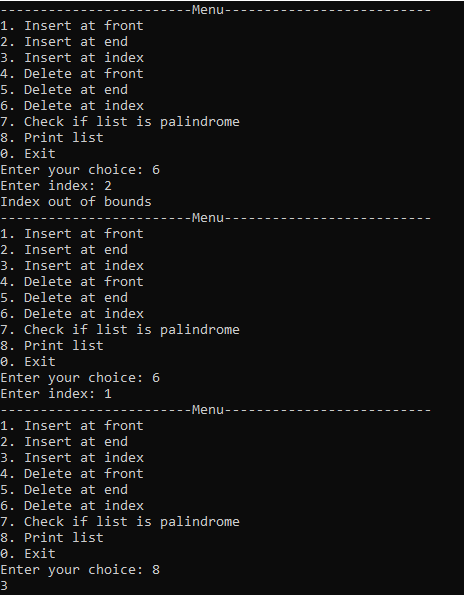 ------------------------Menu--------------------------
1. Insert at front
2. Insert at end
3. Insert at index
4. Delete at front
5. Delete at end
6. Delete at index
7. Check if list is palindrome
8. Print list
0. Exit
Enter your choice: 6
Enter index: 2
Index out of bounds
------------------------Menu--------------------------
1. Insert at front
2. Insert at end
3. Insert at index
4. Delete at front
5. Delete at end
6. Delete at index
7. Check if list is palindrome
8. Print list
0. Exit
Enter your choice: 6
Enter index: 1
------------------------Menu--------------------------
1. Insert at front
2. Insert at end
3. Insert at index
4. Delete at front
5. Delete at end
6. Delete at index
7. Check if list is palindrome
8. Print list
0. Exit
Enter your choice: 8
3